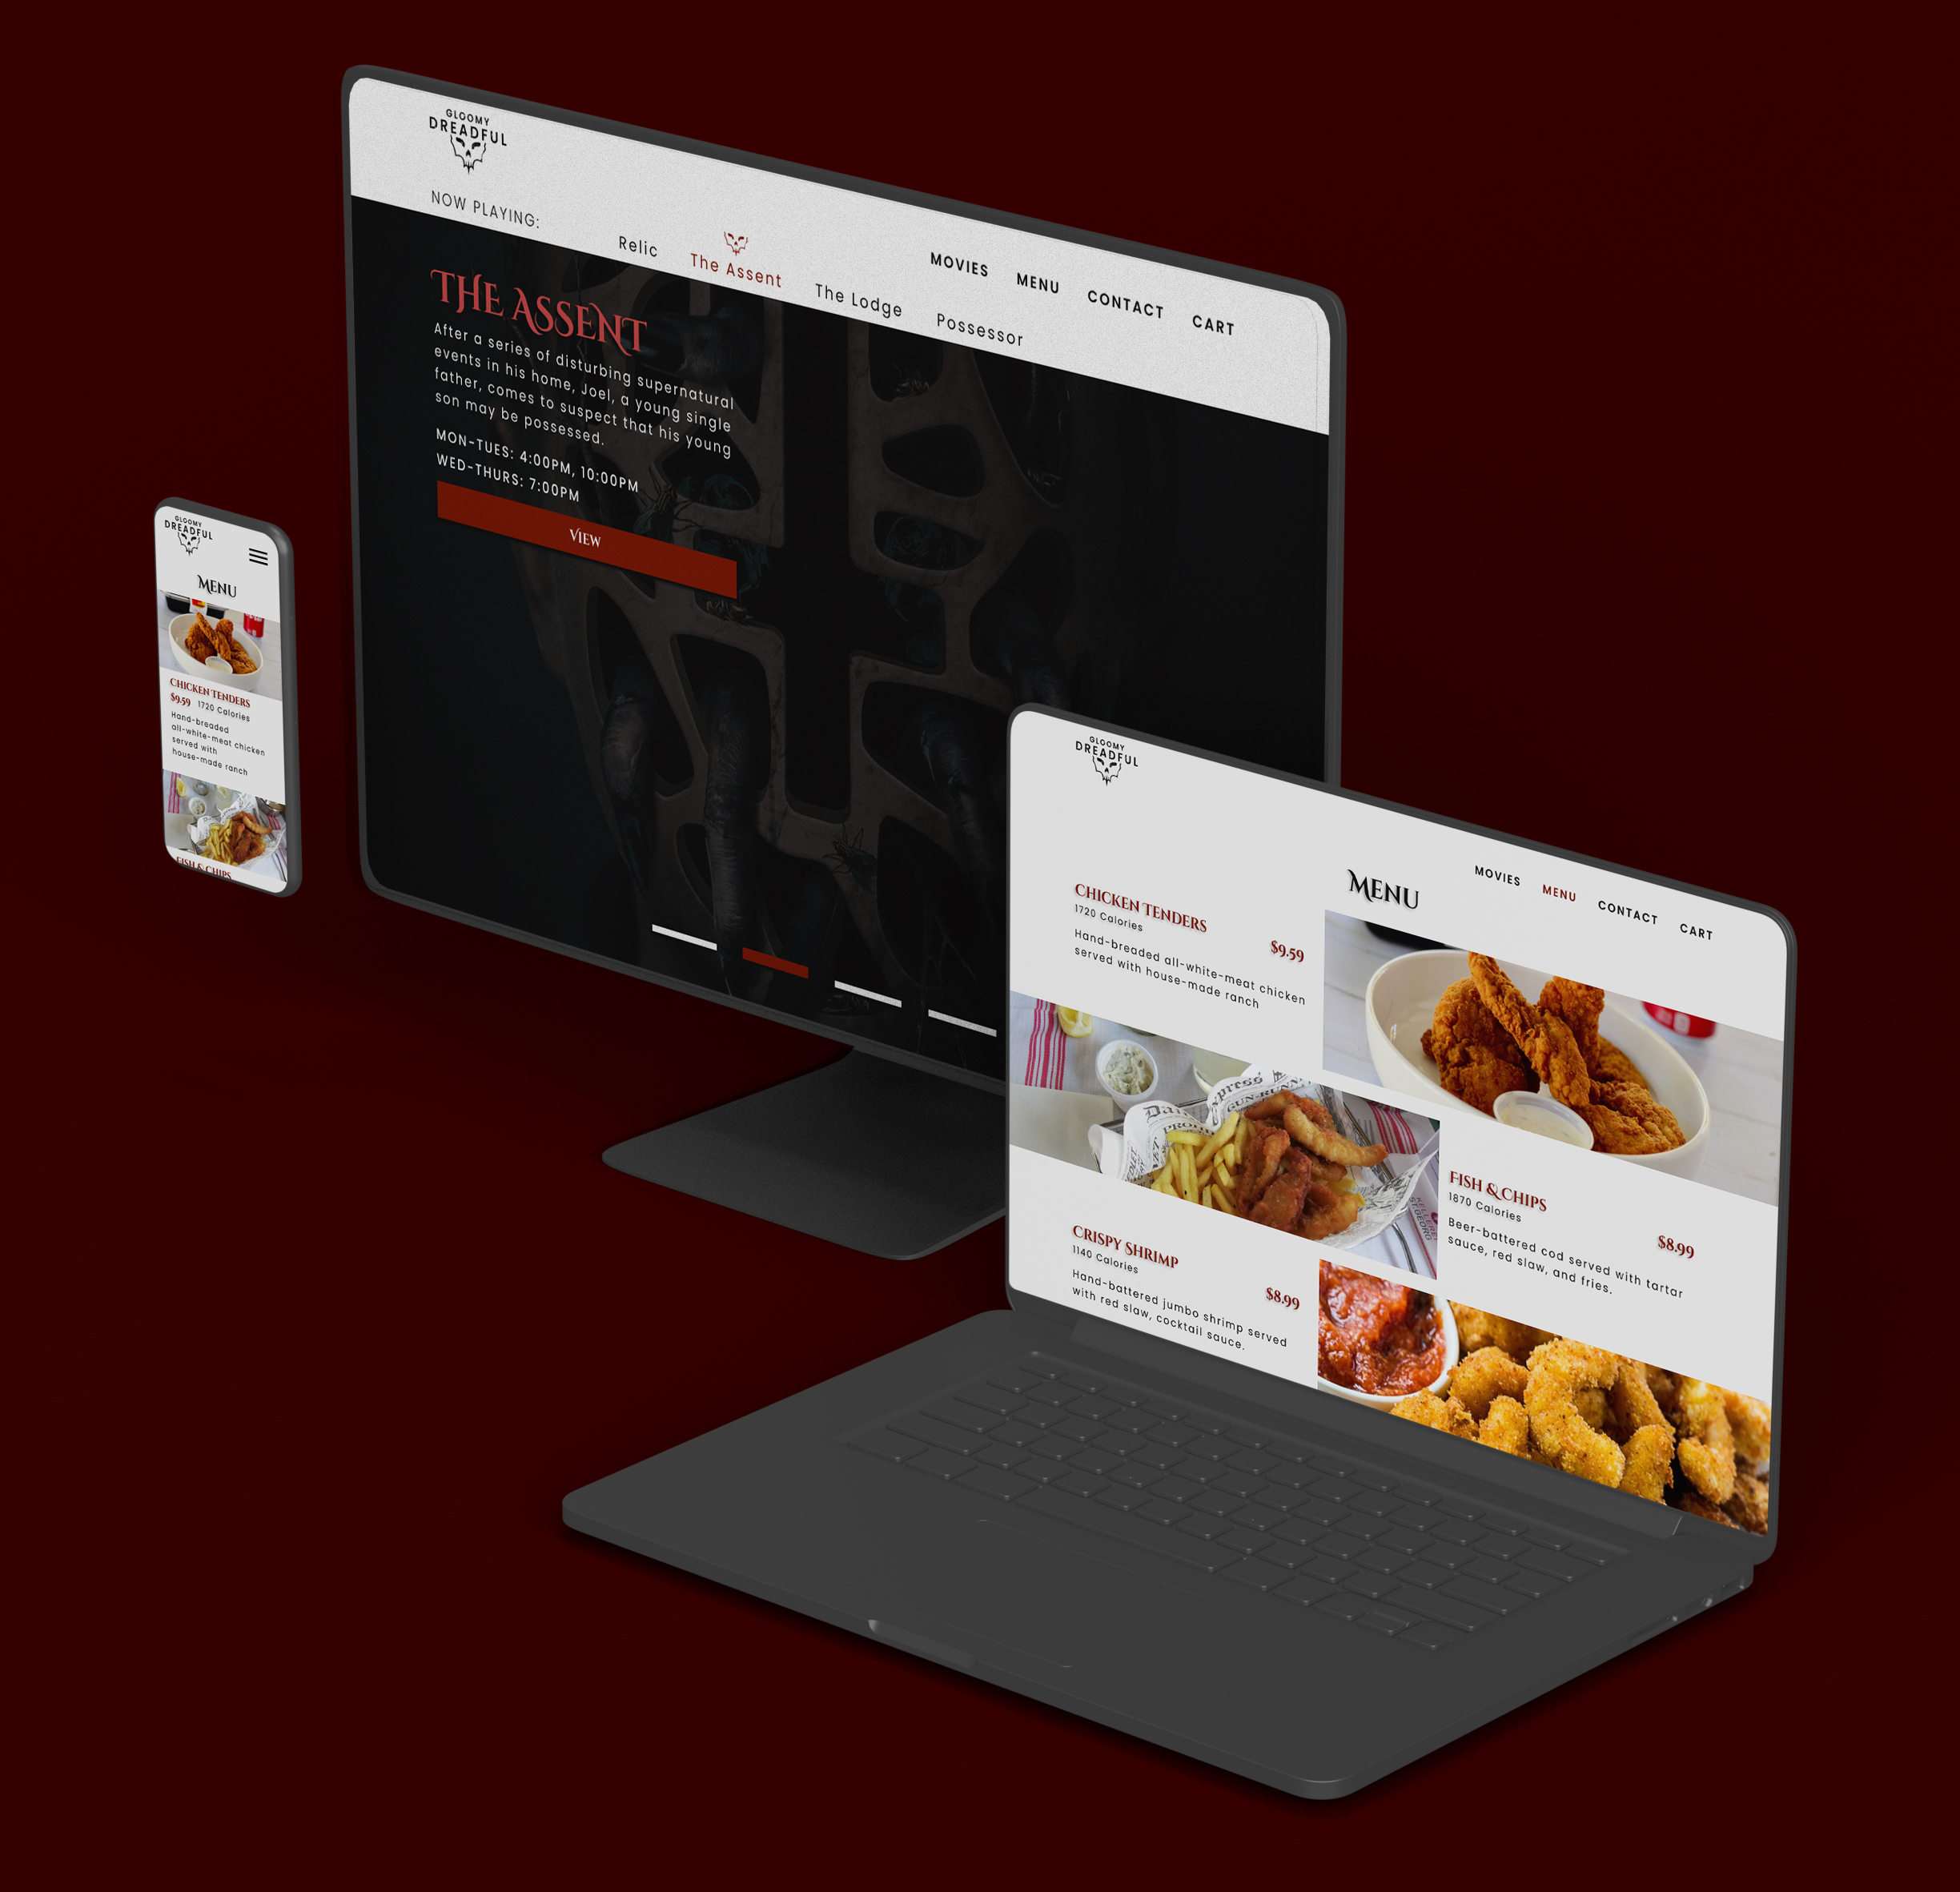 GLOOMY
DREADFUL
NOW PLAYING:
Relic
The Assent
The Lodge
Possessor
MOVIES
MENU
CONTACT
CART
THE ASSENT
After a series of disturbing supernatural
events in his home, Joel, a young single
father, comes to suspect that his young
son may be possessed.
MON-TUES: 4:00PM, 10:00PM
WED-THURS: 7:00PM
VIEW
GLOOMY
DREADFUL
MENU
CHICKEN TENDERS
$9.59 1720 Calories
Hand-breaded
all-white-meat chicken
served with
house-made ranch
FISH & CHIPS
GLOOMY
DREADFUL
MOVIES
MENU
CONTACT
CART
MENU
CHICKEN TENDERS
1720 Calories
$9.59
Hand-breaded all-white-meat chicken
served with house-made ranch
FISH & CHIPS
1870 Calories
$8.99
Beer-battered cod served with tartar
sauce, red slaw, and fries.
CRISPY SHRIMP
1140 Calories
$8.99
Hand-battered jumbo shrimp served
with red slaw, cocktail sauce.